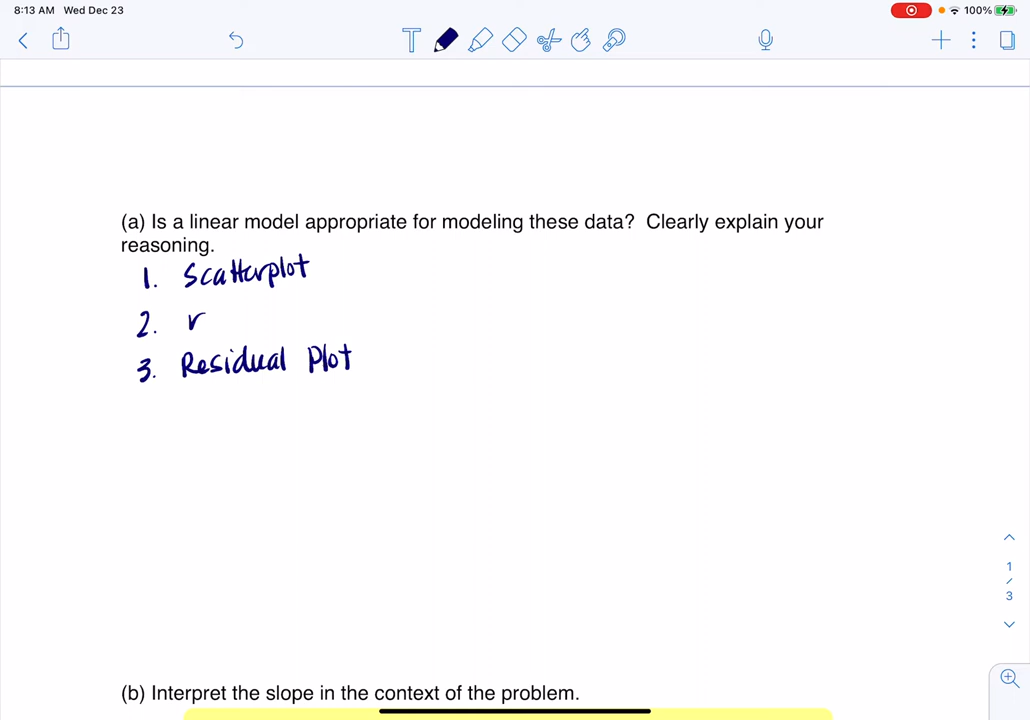 8:13 AM Wed Dec 23 100%
T
(a) Is a linear model appropriate for modeling these data? Clearly explain your
reasoning.
1. Scatterplot
2. r
3. Residual Plot
1
/
3
(b) Interpret the slope in the context of the problem.